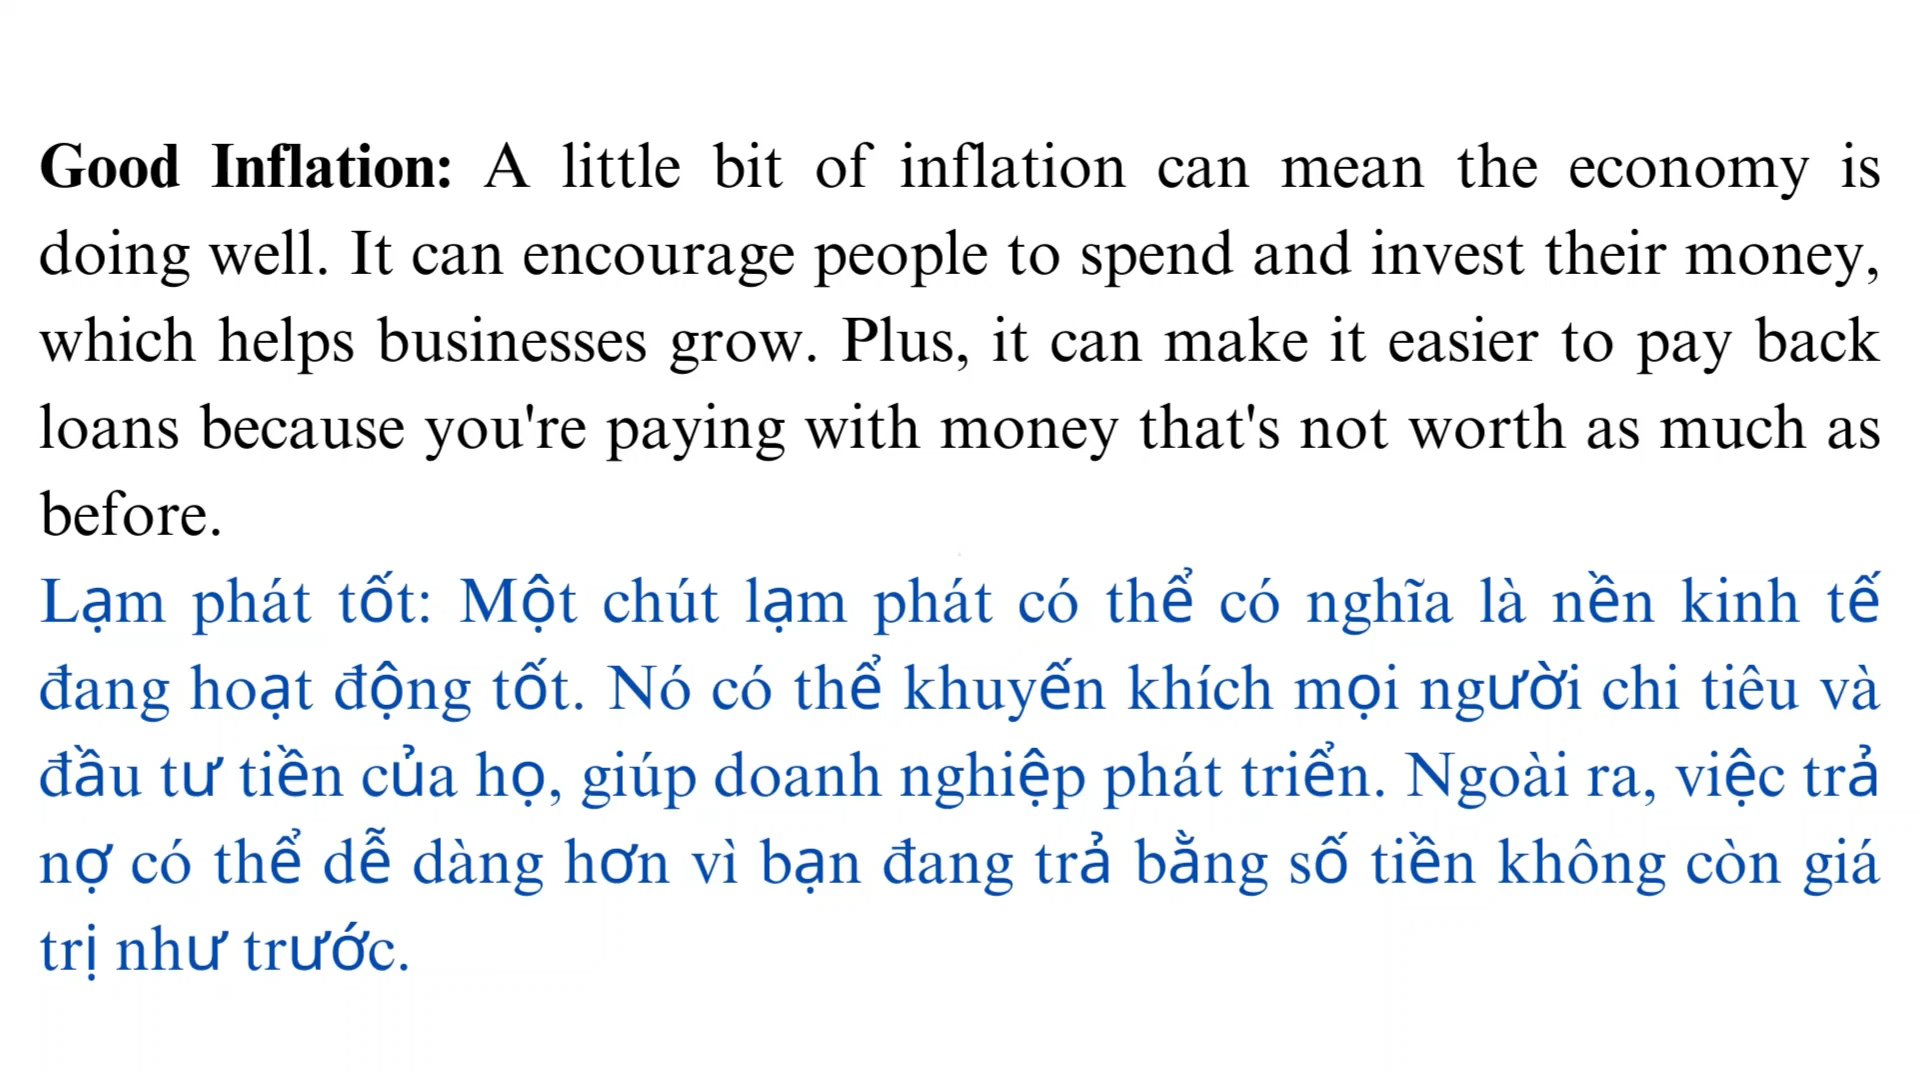 Good Inflation: A little bit of inflation can mean the economy is
doing well. It can encourage people to spend and invest their money,
which helps businesses grow. Plus, it can make it easier to pay back
loans because you're paying with money that's not worth as much as
before.
Lạm phát tốt: Một chút lạm phát có thể có nghĩa là nền kinh tế
đang hoạt động tốt. Nó có thể khuyến khích mọi người chi tiêu và
đầu tư tiền của họ, giúp doanh nghiệp phát triển. Ngoài ra, việc trả
nợ có thể dễ dàng hơn vì bạn đang trả bằng số tiền không còn giá
trị như trước.